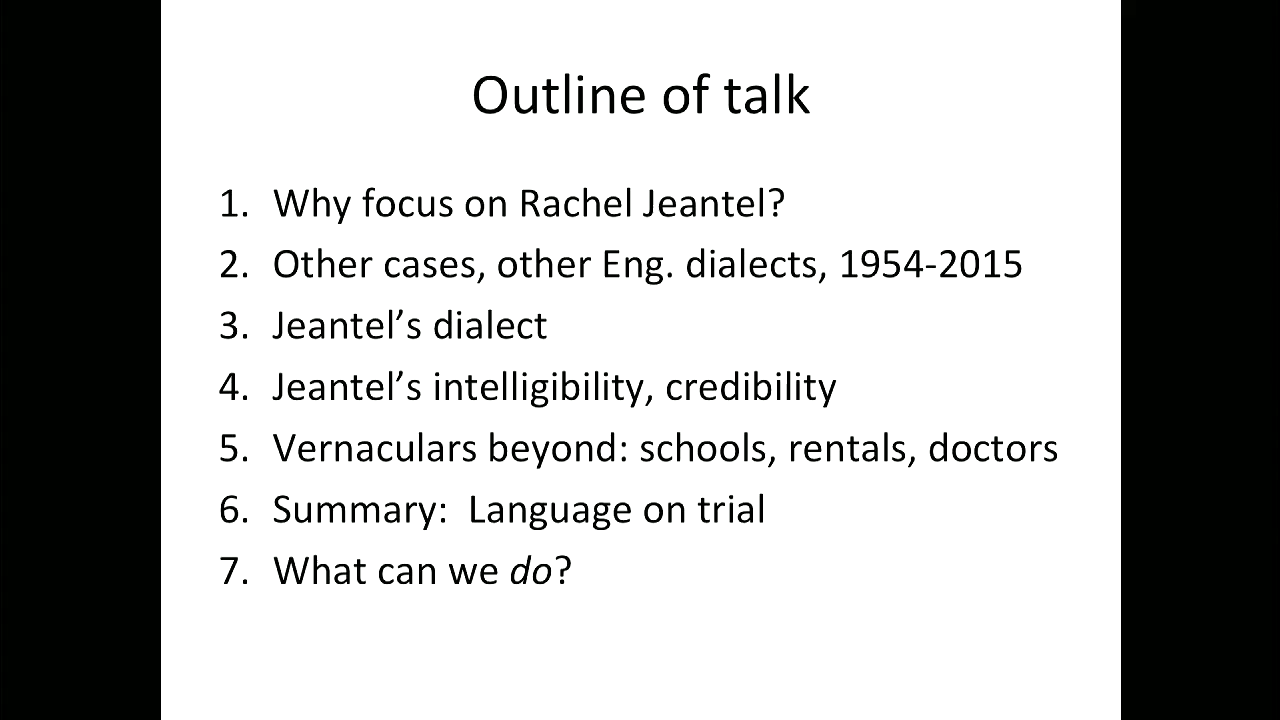 Outline of talk
1. Why focus on Rachel Jeantel?
2. Other cases, other Eng. dialects, 1954-2015
3. Jeantel’s dialect
4. Jeantel’s intelligibility, credibility
5. Vernaculars beyond: schools, rentals, doctors
6. Summary:  Language on trial
7. What can we do?